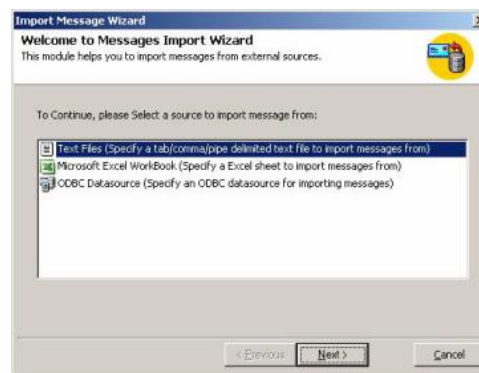 Import Message Wizard
Welcome to Messages Import Wizard
This module helps you to import messages from external sources.
To Continue, please Select a source to import message from:
Text Files (Specify a tab/comma/pipe delimited text file to import messages from)
Microsoft Excel WorkBook (Specify a Excel sheet to import messages from)
ODBC Datasource (Specify an ODBC datasource for importing messages)
< Previous Next > Cancel